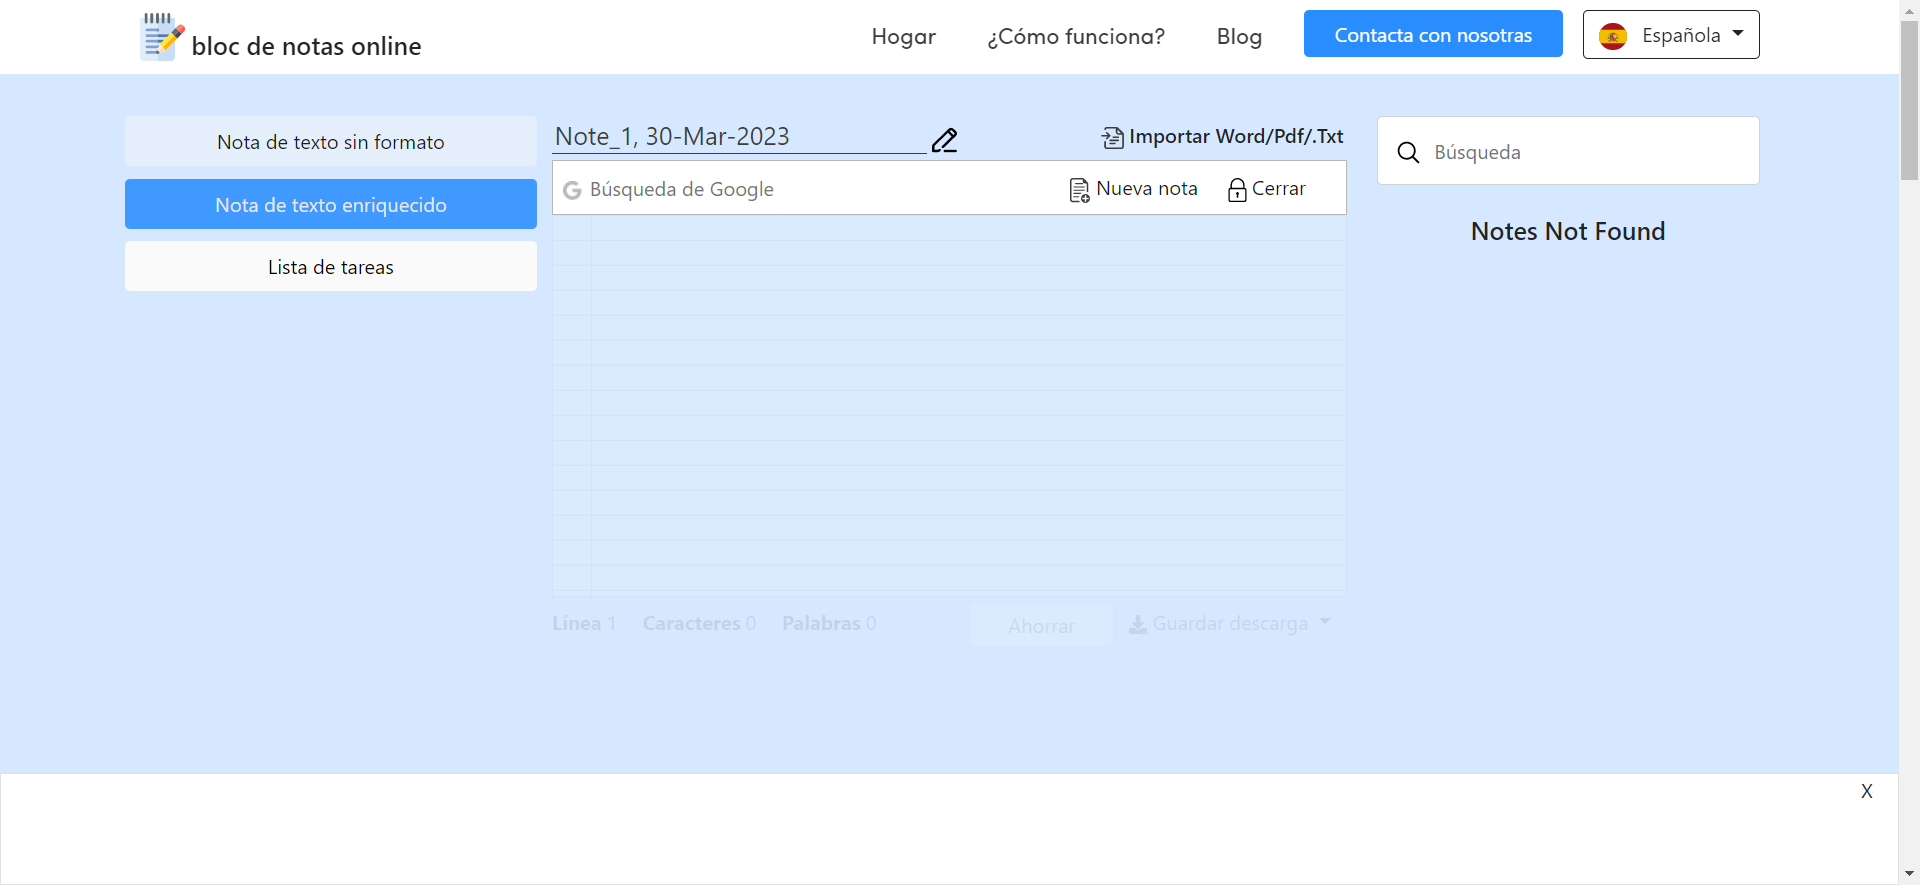 bloc de notas online
Hogar
¿Cómo funciona?
Blog
Contacta con nosotras
Española
Nota de texto sin formato
Nota de texto enriquecido
Lista de tareas
Note_1, 30-Mar-2023
Importar Word/Pdf/.Txt
Búsqueda de Google
Nueva nota
Cerrar
Línea 1 Caracteres 0 Palabras 0
Ahorrar
Guardar descarga
Búsqueda
Notes Not Found
X